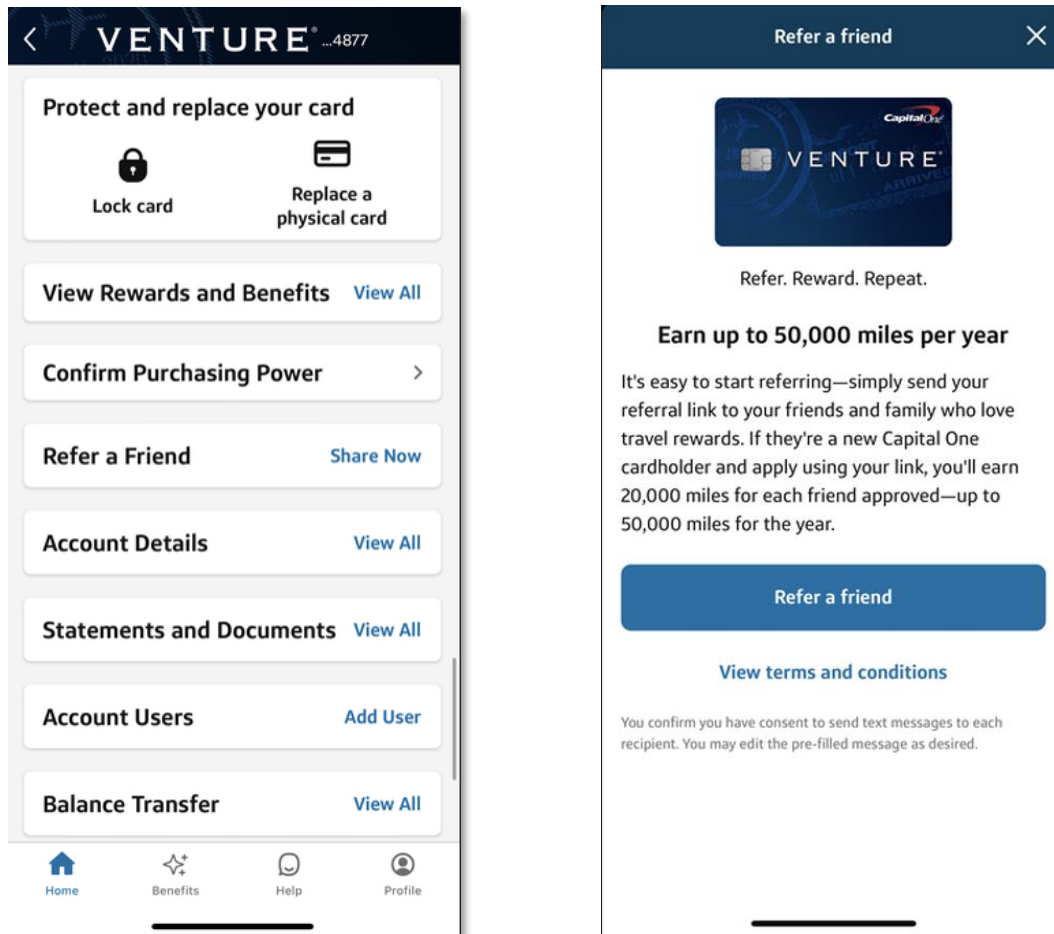 VENTURE® ...4877
Protect and replace your card
Lock card
Replace a
physical card
View Rewards and Benefits View All
Confirm Purchasing Power
Refer a Friend Share Now
Account Details View All
Statements and Documents View All
Account Users Add User
Balance Transfer View All
Home Benefits Help Profile
Refer a friend
Capital One
VENTURE®
ARRIVED
Refer. Reward. Repeat.
Earn up to 50,000 miles per year
It's easy to start referring—simply send your
referral link to your friends and family who love
travel rewards. If they're a new Capital One
cardholder and apply using your link, you'll earn
20,000 miles for each friend approved—up to
50,000 miles for the year.
Refer a friend
View terms and conditions
You confirm you have consent to send text messages to each
recipient. You may edit the pre-filled message as desired.